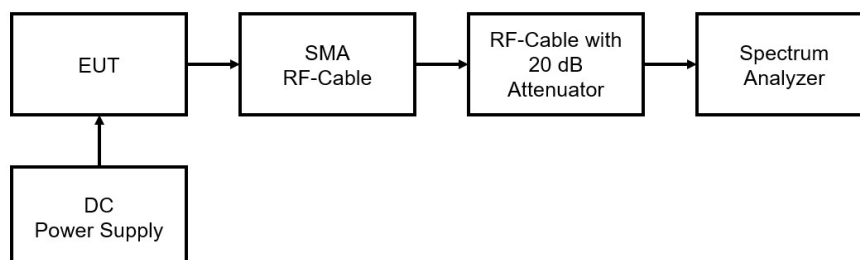 EUT
SMA
RF-Cable
RF-Cable with
20 dB
Attenuator
Spectrum
Analyzer
DC
Power Supply